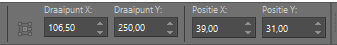 Draaipunt X: Draaipunt Y: Positie X: Positie Y:
106,50 250,00 39,00 31,00